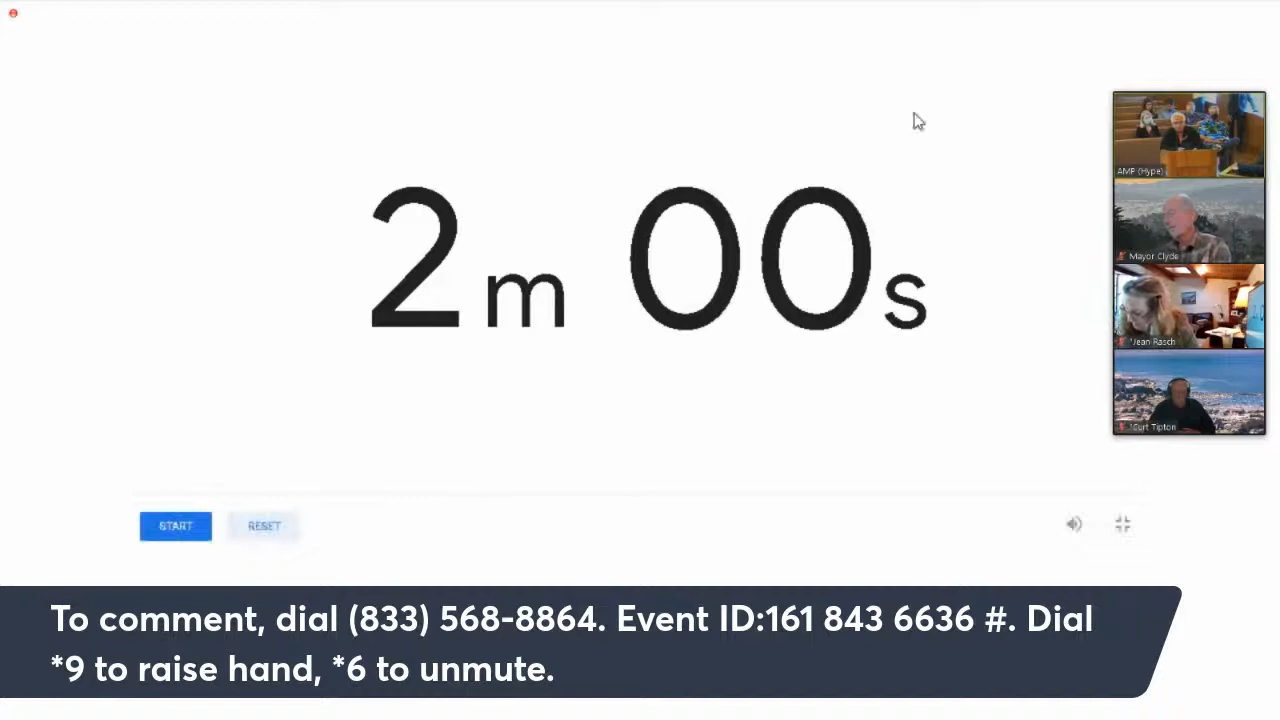 2m 00s
AMP (Hype)
Mayor Clyde
*Jean Rasch
*Curt Tipton
START RESET
To comment, dial (833) 568-8864. Event ID:161 843 6636 #. Dial
*9 to raise hand, *6 to unmute.